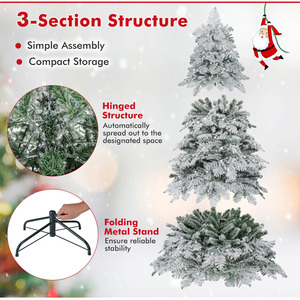 3-Section Structure
Simple Assembly
Compact Storage
Hinged
Structure
Automatically
spread out to the
designated space
Folding
Metal Stand
Ensure reliable
stability